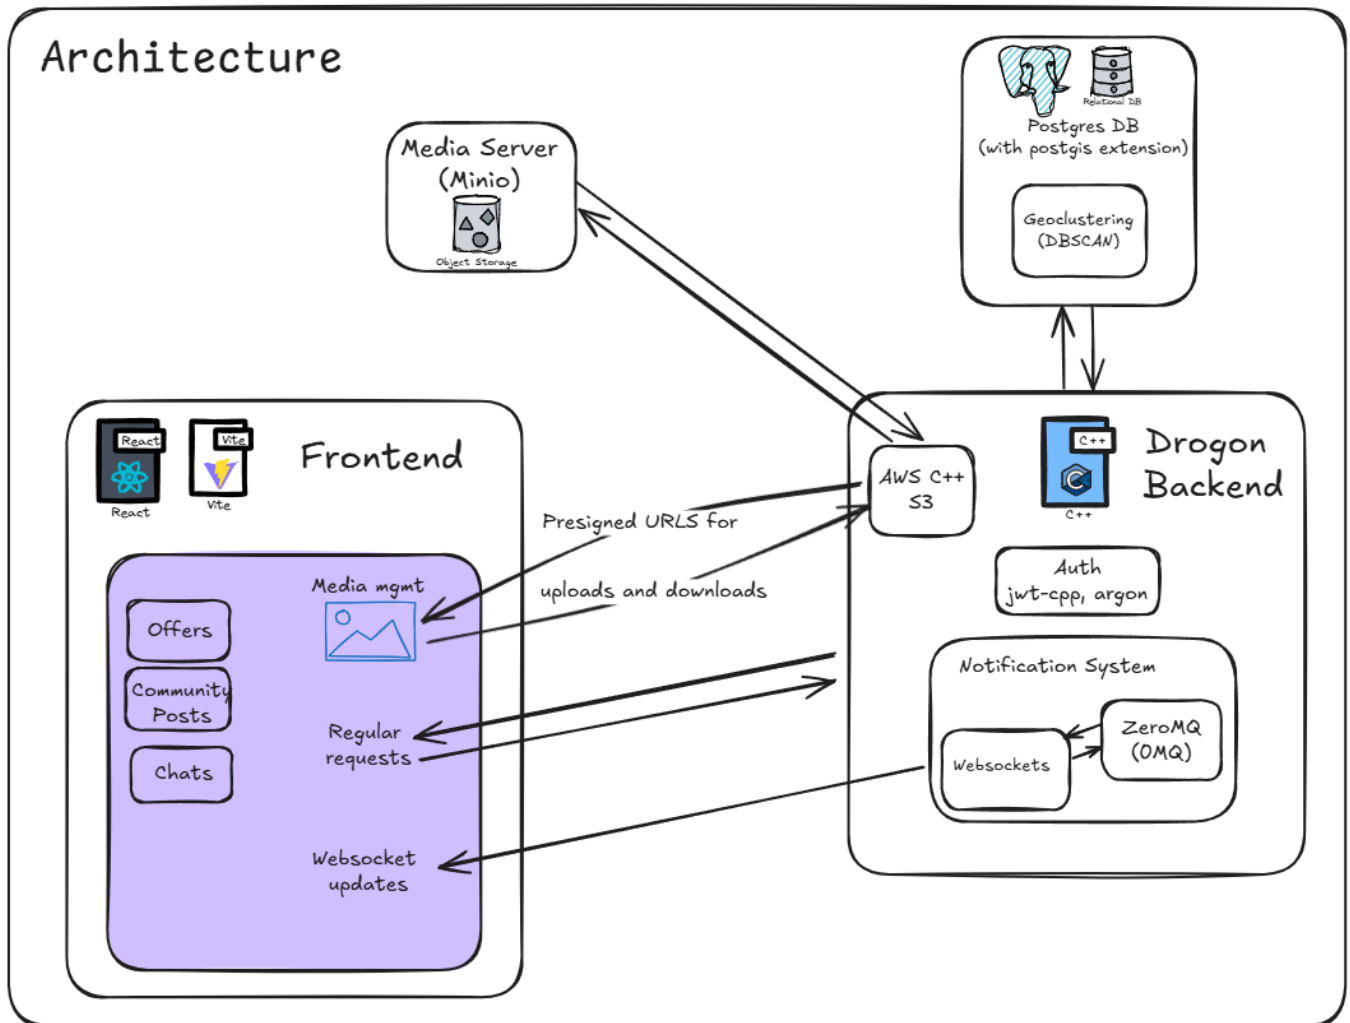 Architecture
Relational DB
Postgres DB
(with postgis extension)
Geoclustering
(DBSCAN)
Media Server
(Minio)
Object Storage
React
React
Vite
Vite
Frontend
Media mgmt
Offers
Community
Posts
Chats
Regular
requests
Websocket
updates
Presigned URLS for
uploads and downloads
AWS C++
S3
C++
C
C++
Drogon
Backend
Auth
jwt-cpp, argon
Notification System
Websockets
ZeroMQ
(0MQ)